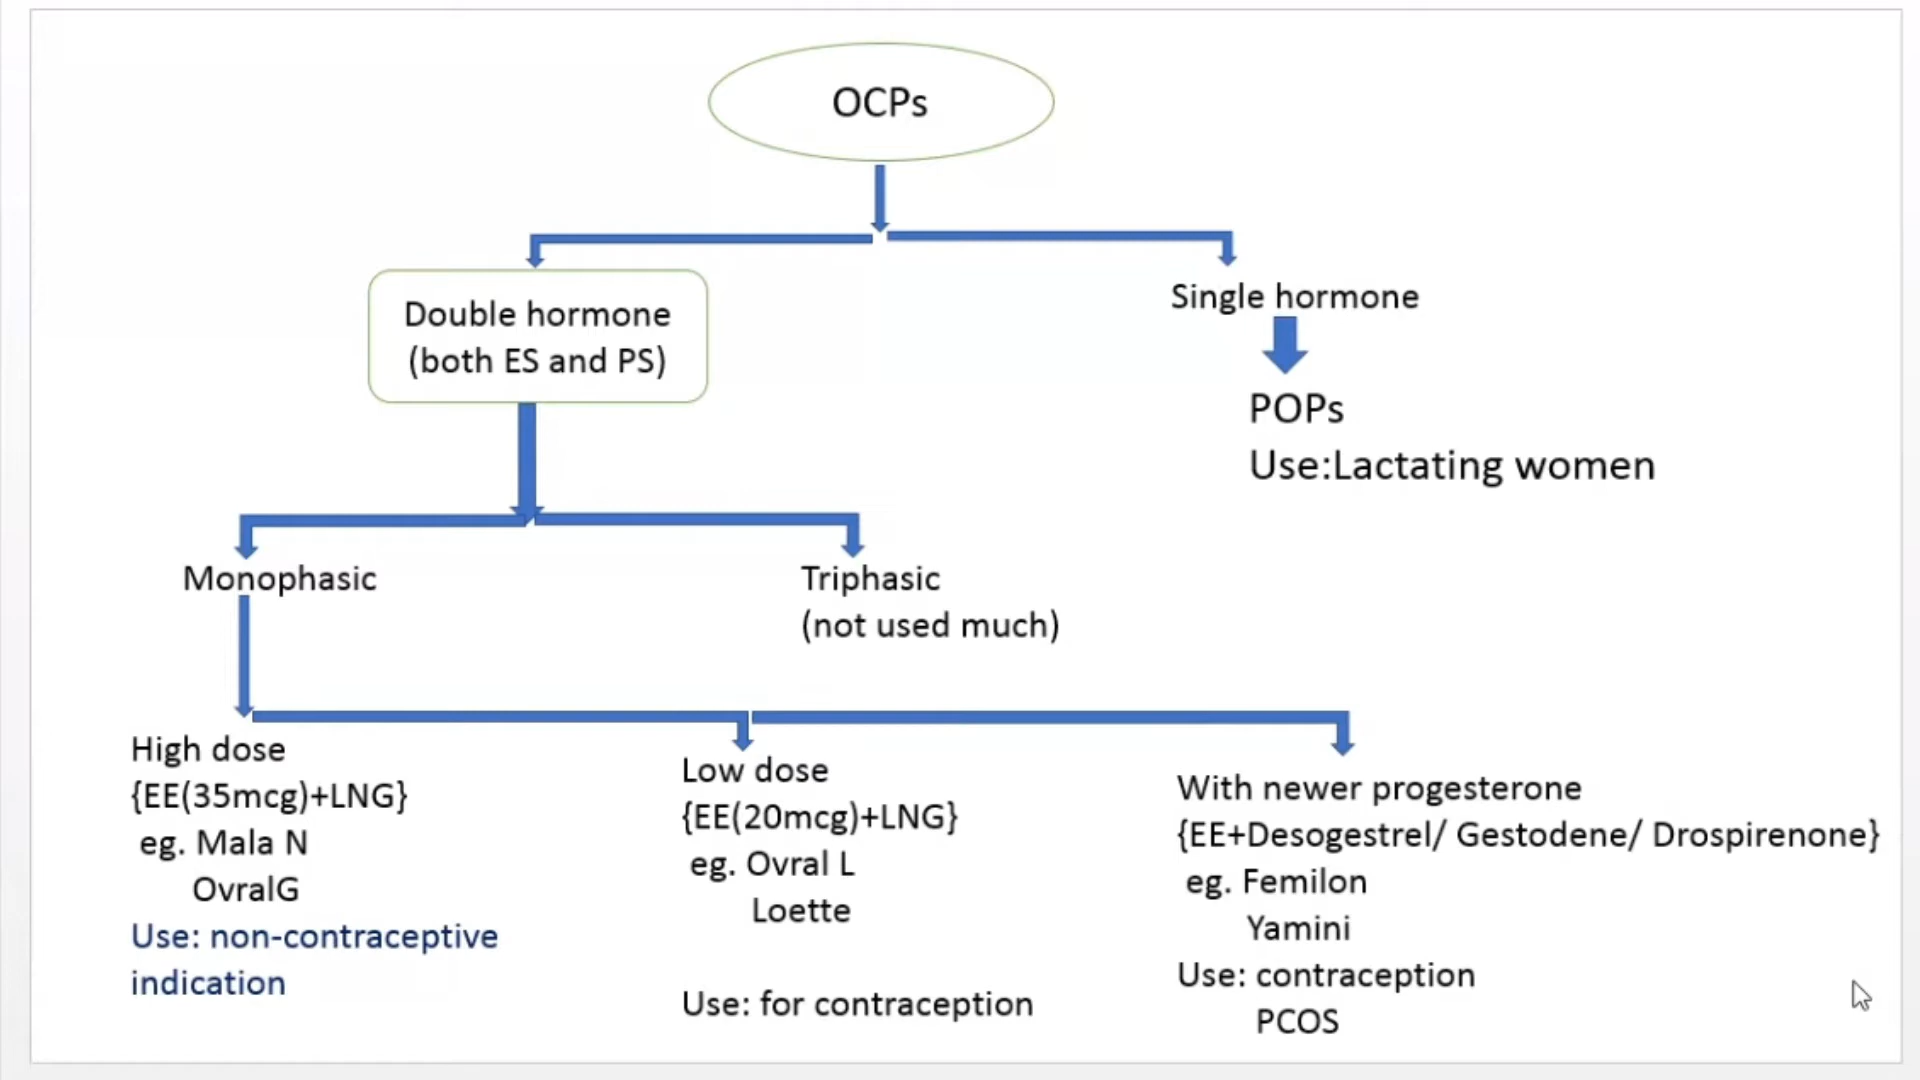 OCPs
Double hormone
(both ES and PS)
Single hormone
POPs
Use:Lactating women
Monophasic
Triphasic
(not used much)
High dose
{EE(35mcg)+LNG}
eg. Mala N
OvralG
Use: non-contraceptive
indication
Low dose
{EE(20mcg)+LNG}
eg. Ovral L
Loette
Use: for contraception
With newer progesterone
{EE+Desogestrel/ Gestodene/ Drospirenone}
eg. Femilon
Yamini
Use: contraception
PCOS